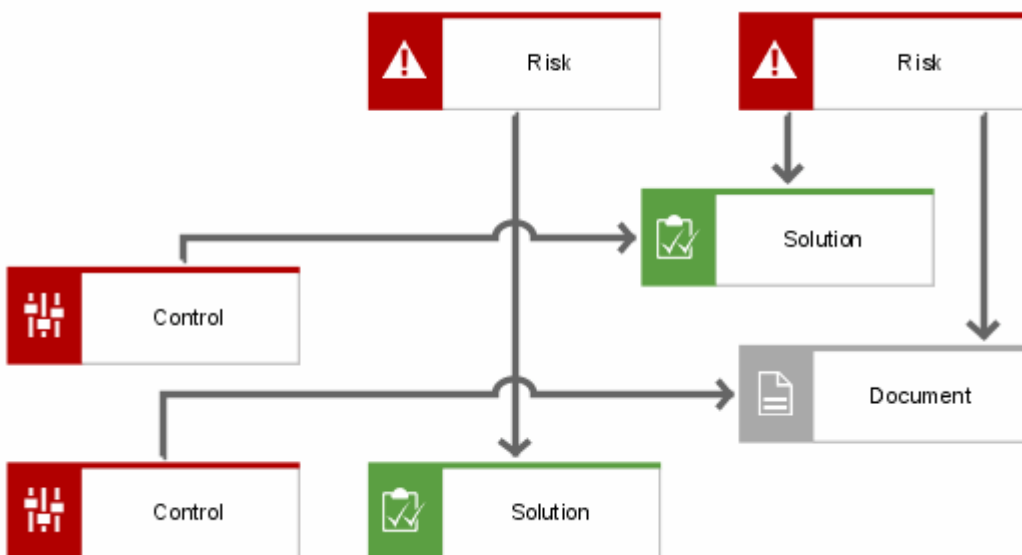 Risk
Risk
Solution
Control
Document
Control
Solution